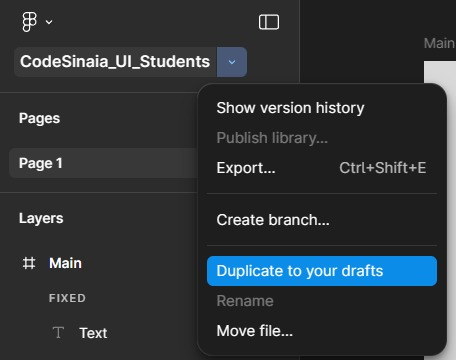 Main
CodeSinaia_UI_Students
Pages
Page 1
Layers
Main
FIXED
Text
Show version history
Publish library...
Export... Ctrl+Shift+E
Create branch...
Duplicate to your drafts
Rename
Move file...